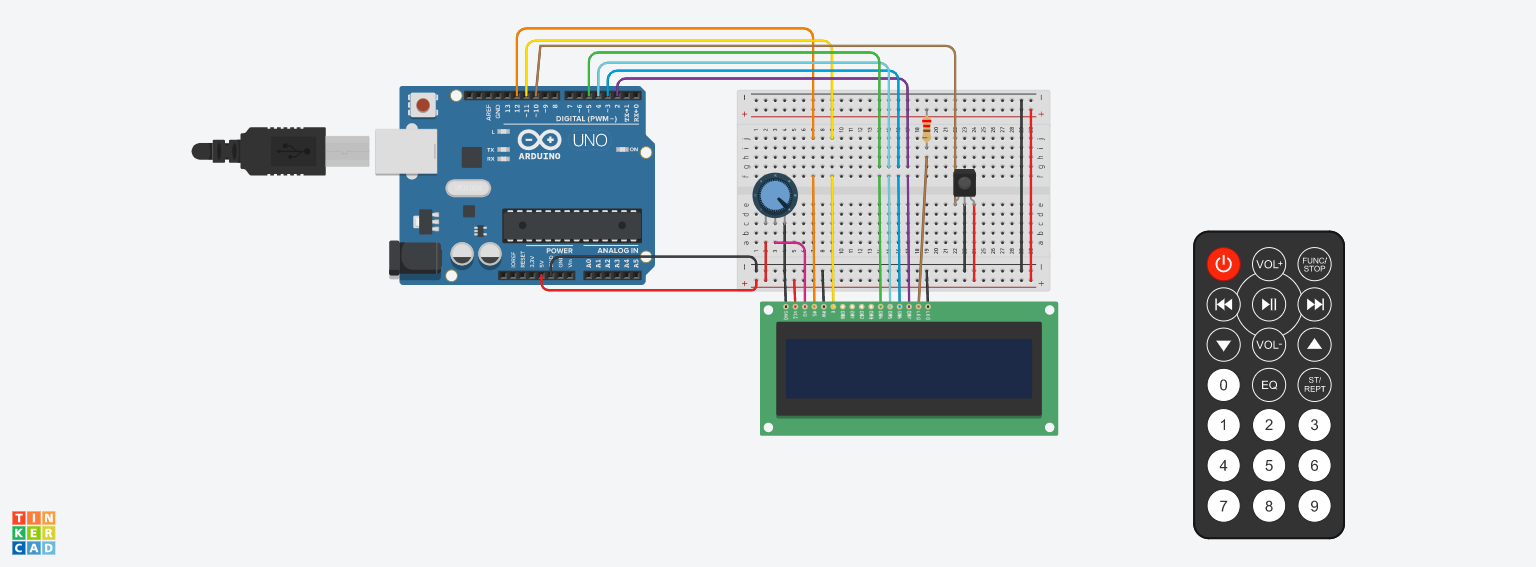 AREF
GND
13
12
~11
~10
~9
8
7
~6
~5
4
~3
2
TX→1
RX←0
DIGITAL (PWM~)
L
TX
RX
ON
UNO
ARDUINO
POWER
ANALOG IN
IOREF
RESET
3.3V
5V
GND
Vin
A0
A1
A2
A3
A4
A5
VOL+
FUNC/
STOP
VOL-
0
EQ
ST/
REPT
1 2 3
4 5 6
7 8 9
TIN
KER
CAD